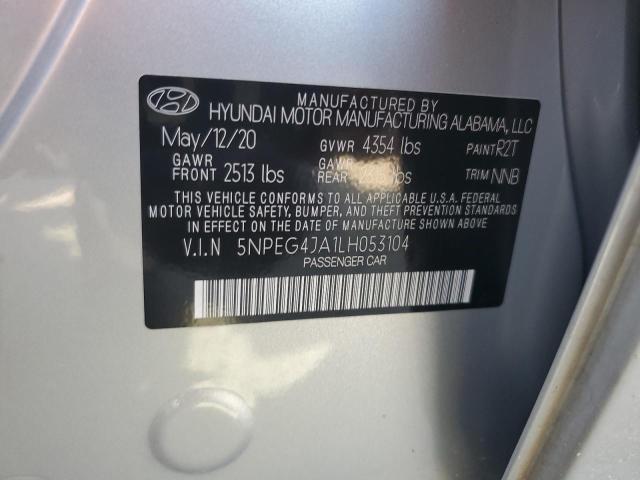 MANUFACTURED BY
HYUNDAI MOTOR MANUFACTURING ALABAMA, LLC
May/12/20 GVWR 4354 lbs PAINT R2T
GAWR FRONT 2513 lbs GAWR REAR lbs TRIM NNB
THIS VEHICLE CONFORMS TO ALL APPLICABLE U.S.A. FEDERAL
MOTOR VEHICLE SAFETY, BUMPER, AND THEFT PREVENTION STANDARDS
IN EFFECT ON THE DATE OF MANUFACTURE SHOWN ABOVE
V.I.N 5NPEG4JA1LH053104
PASSENGER CAR